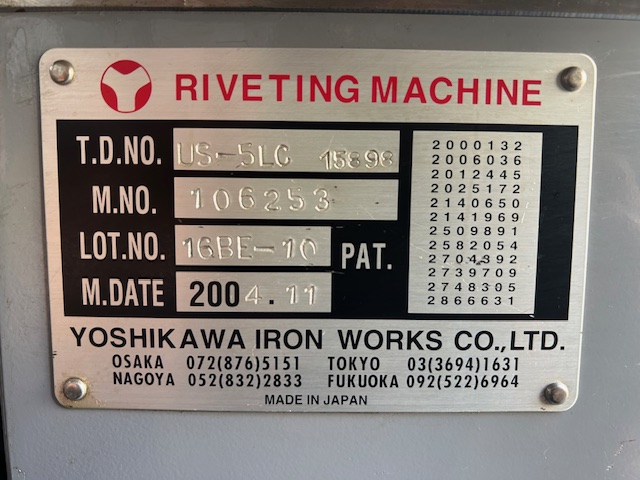 RIVETING MACHINE
T.D.NO. US-5LC 15898
M.NO. 106253
LOT.NO. 16BE-10
M.DATE 2004.11
PAT.
2000132
2006036
2012445
2025172
2140650
2141969
2509891
2582054
2704392
2739709
2748305
2866631
YOSHIKAWA IRON WORKS CO.,LTD.
OSAKA 072(876)5151 TOKYO 03(3694)1631
NAGOYA 052(832)2833 FUKUOKA 092(522)6964
MADE IN JAPAN